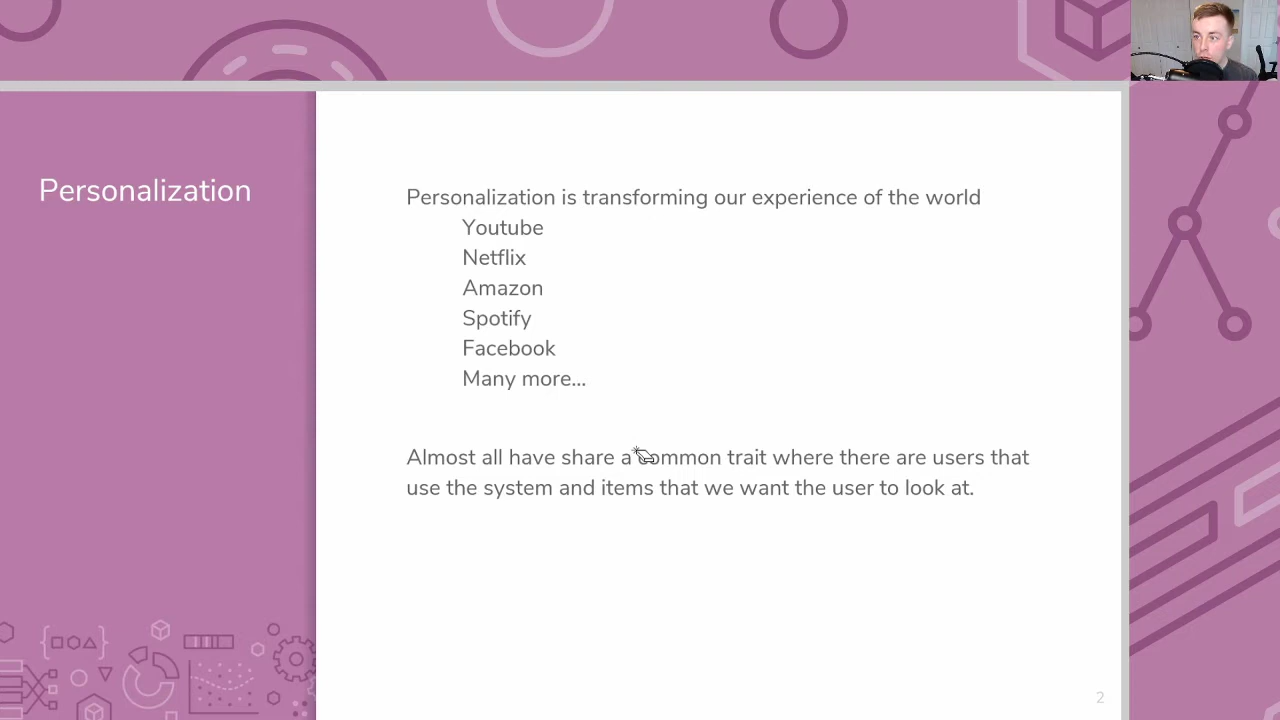 Personalization
Personalization is transforming our experience of the world
Youtube
Netflix
Amazon
Spotify
Facebook
Many more...
Almost all have share a common trait where there are users that
use the system and items that we want the user to look at.
2